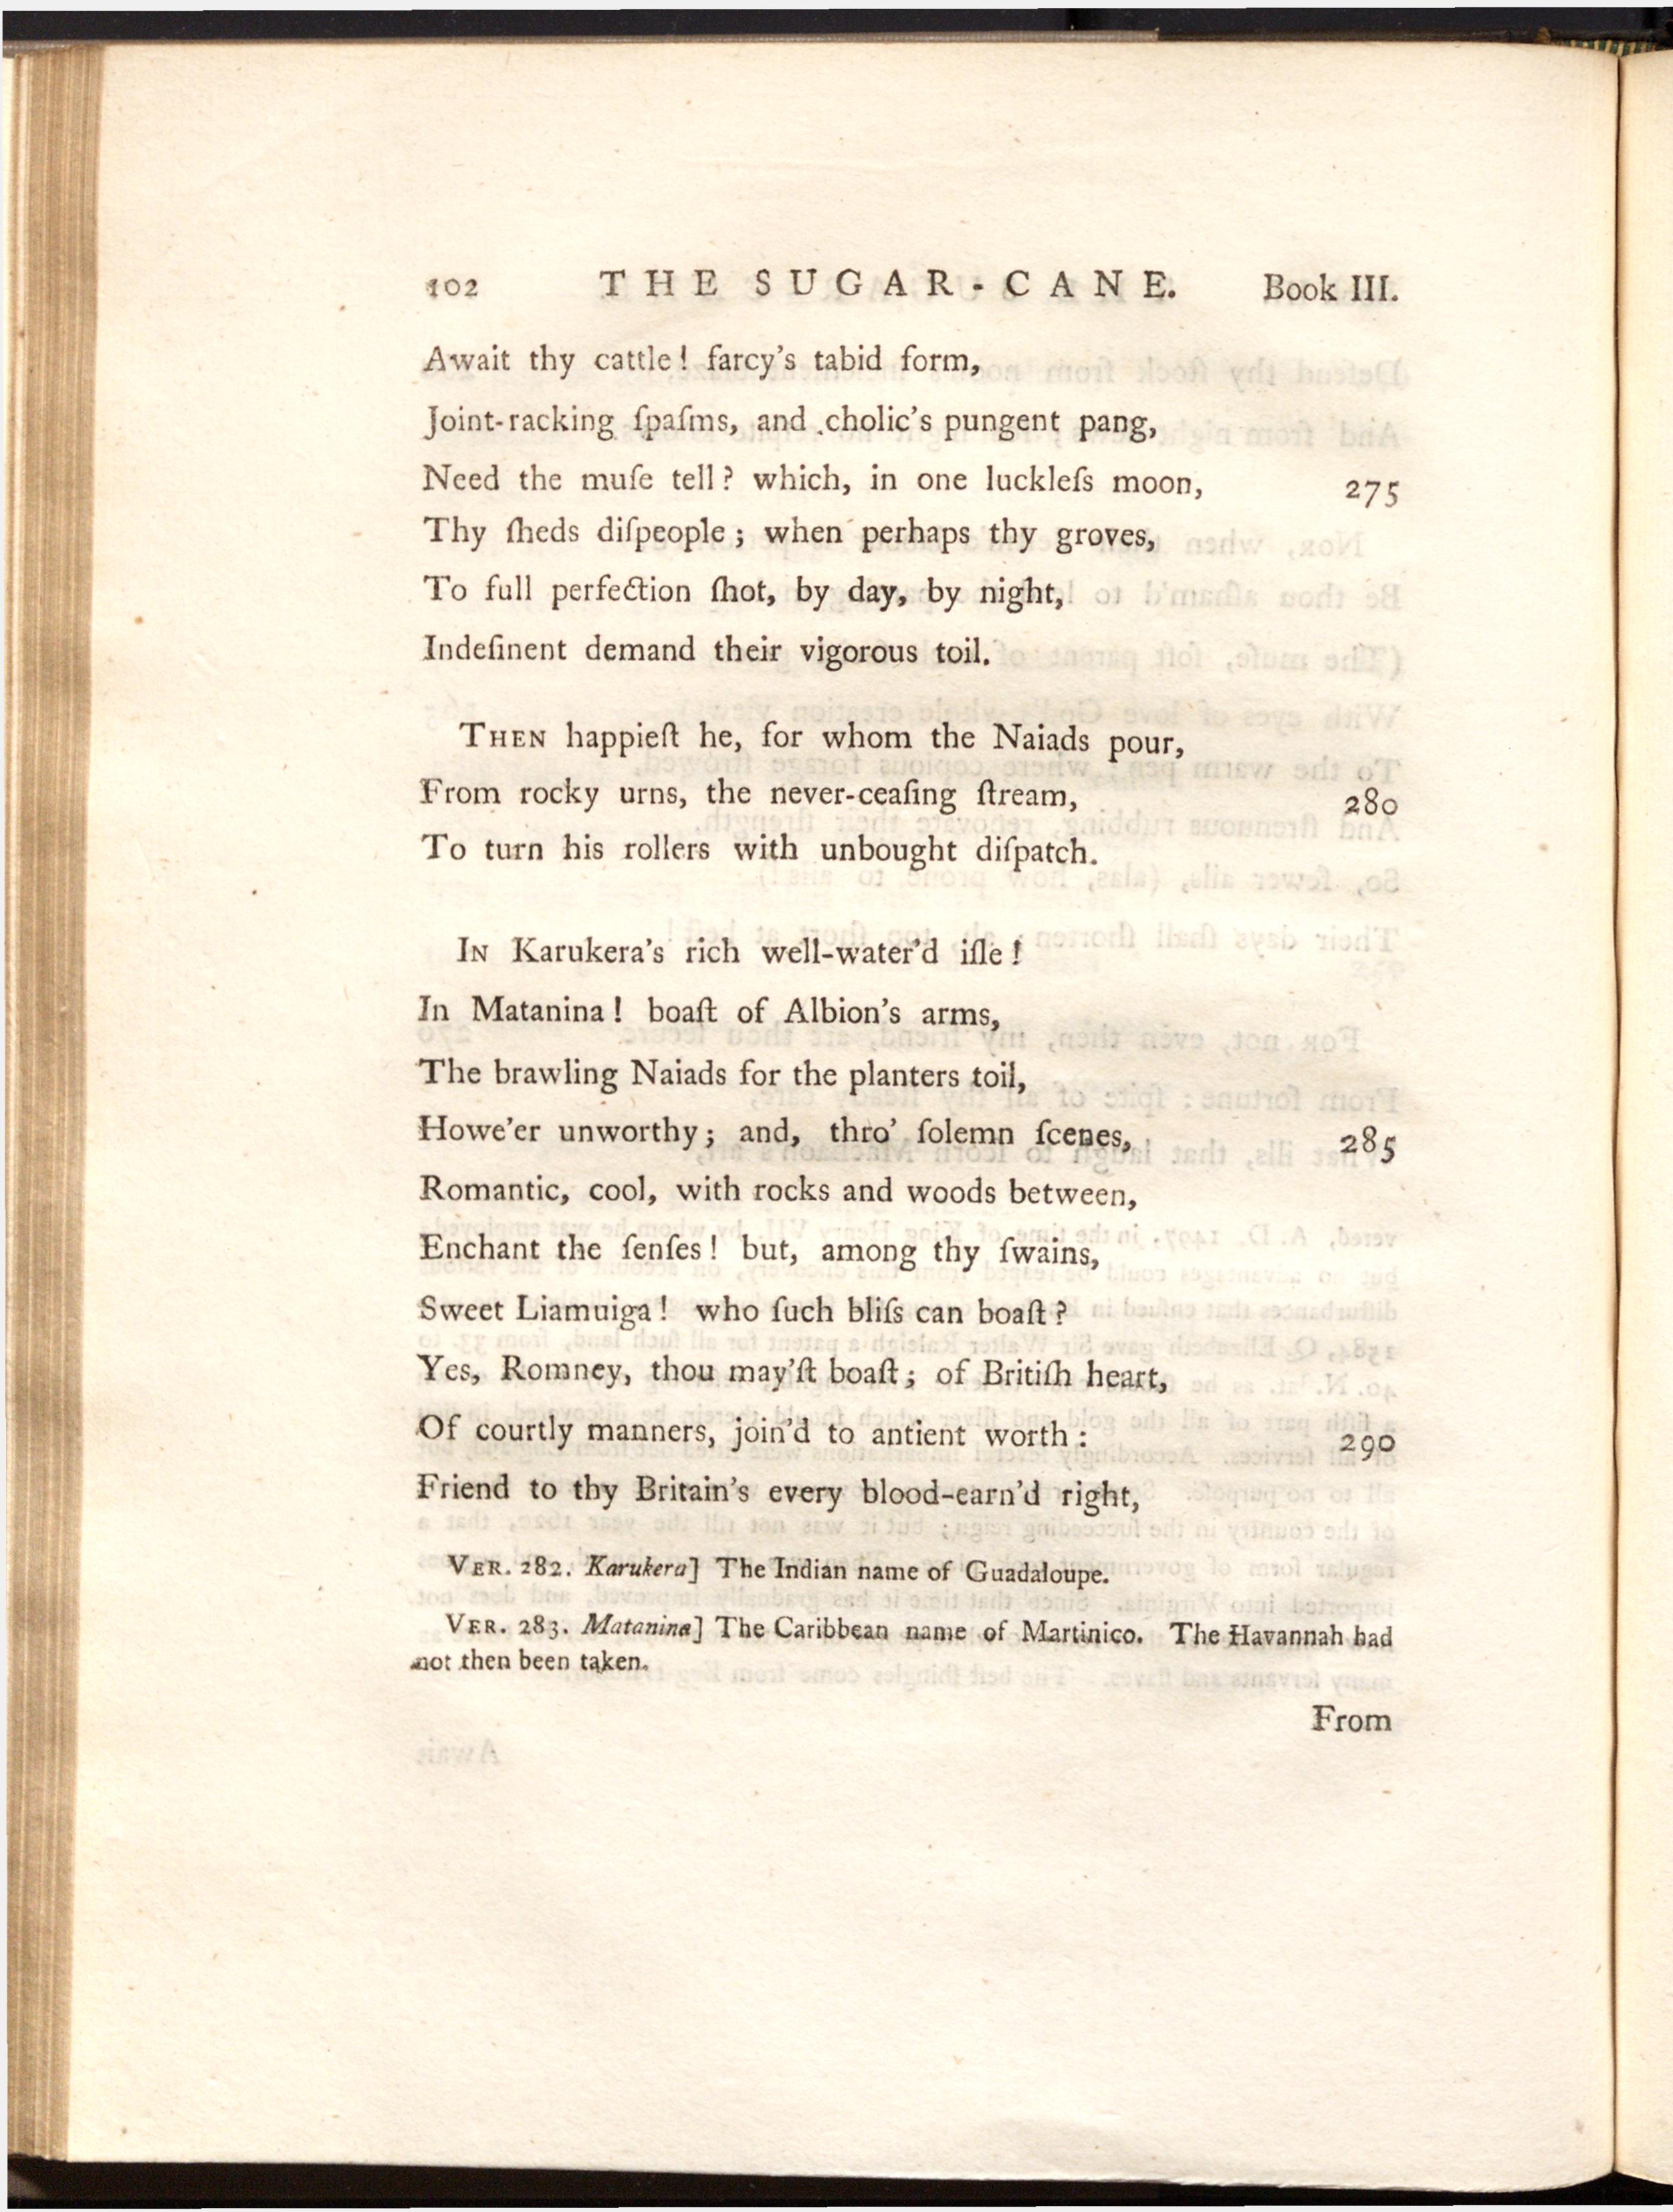 102 THE SUGAR-CANE. Book III.
Await thy cattle! farcy's tabid form,
Joint-racking ſpaſms, and cholic's pungent pang,
Need the muſe tell? which, in one luckleſs moon, 275
Thy ſheds diſpeople; when perhaps thy groves,
To full perfection ſhot, by day, by night,
Indeſinent demand their vigorous toil.
THEN happieſt he, for whom the Naiads pour,
From rocky urns, the never-ceaſing ſtream, 280
To turn his rollers with unbought diſpatch.
IN Karukera's rich well-water'd iſle!
In Matanina! boaſt of Albion's arms,
The brawling Naiads for the planters toil,
Howe'er unworthy; and, thro' ſolemn ſcenes, 285
Romantic, cool, with rocks and woods between,
Enchant the ſenſes! but, among thy ſwains,
Sweet Liamuiga! who ſuch bliſs can boaſt?
Yes, Romney, thou may'ſt boaſt; of Britiſh heart,
Of courtly manners, join'd to antient worth: 290
Friend to thy Britain's every blood-earn'd right,
VER. 282. Karukera] The Indian name of Guadaloupe.
VER. 283. Matanina] The Caribbean name of Martinico. The Havannah had
not then been taken.
From